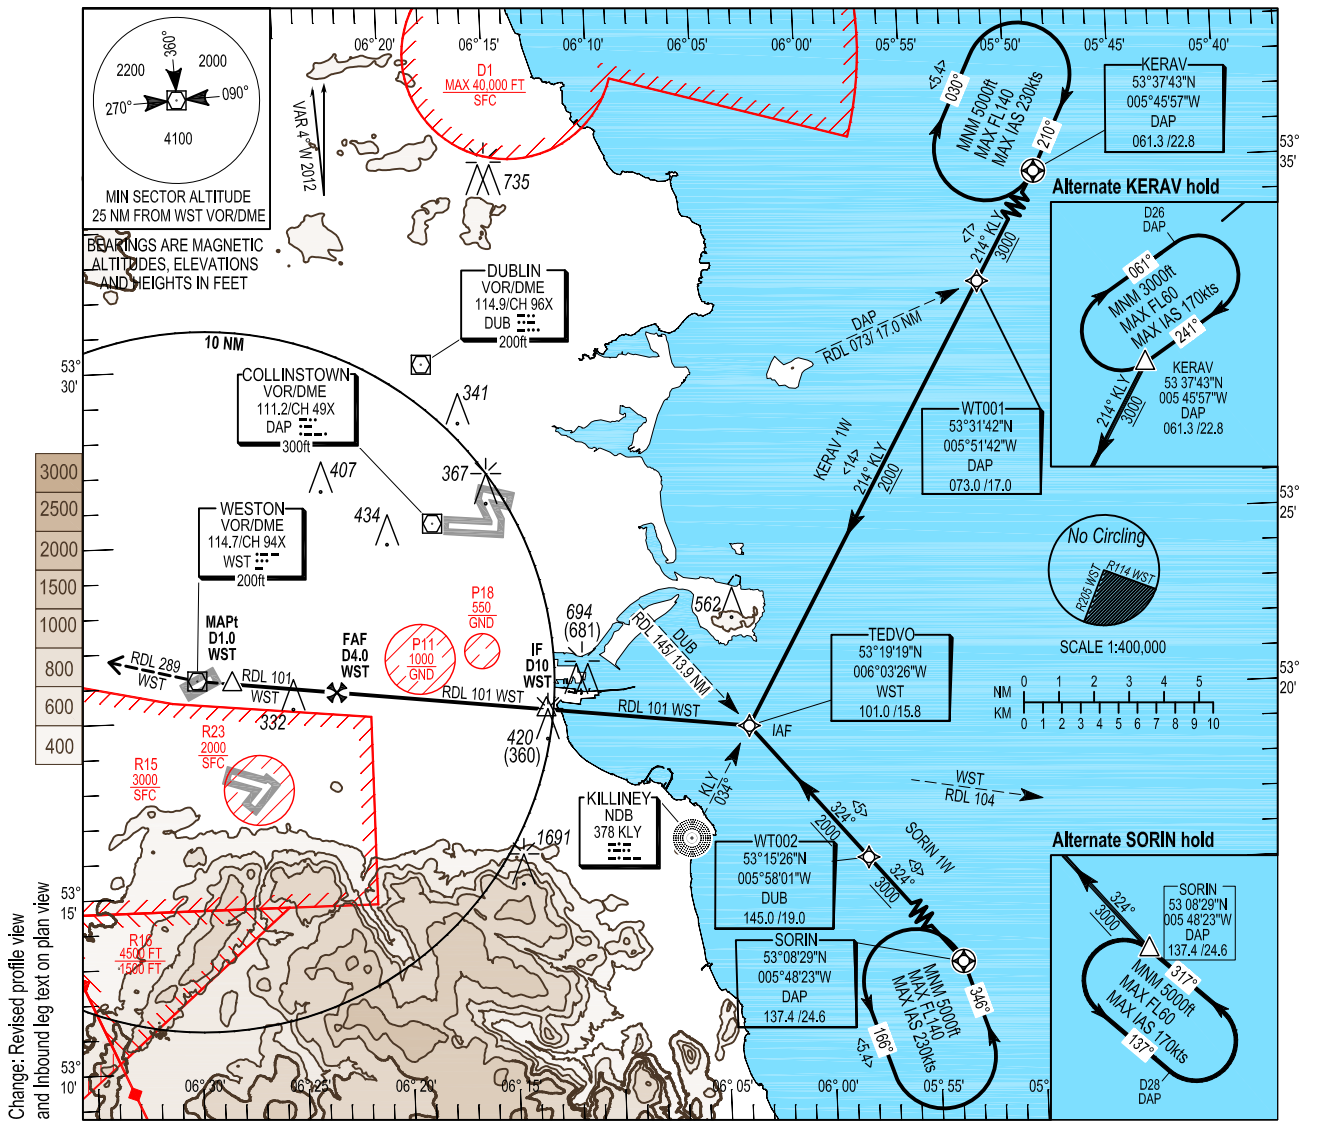 06°20'
06°15'
06°10'
06°05'
06°00'
05°55'
05°50'
05°45'
05°40'
360°
2200
2000
270°
090°
4100
MIN SECTOR ALTITUDE
25 NM FROM WST VOR/DME
VAR 4°W 2012
BEARINGS ARE MAGNETIC
ALTITUDES, ELEVATIONS
AND HEIGHTS IN FEET
D1
MAX 40,000 FT
SFC
735
<5.4>
030°
MNM 5000ft
MAX FL140
MAX IAS 230kts
210°
KERAV
53°37'43"N
005°45'57"W
DAP
061.3 /22.8
53°
35'
<7>
214° KLY
3000
Alternate KERAV hold
D26
DAP
061°
MNM 3000ft
MAX FL60
MAX IAS 170kts
241°
214° KLY
3000
KERAV
53 37'43"N
005 45'57"W
DAP
061.3 /22.8
DUBLIN
VOR/DME
114.9/CH 96X
DUB
200ft
DAP
RDL 073/ 17.0 NM
53°
30'
10 NM
COLLINSTOWN
VOR/DME
111.2/CH 49X
DAP
300ft
341
367
407
434
WT001
53°31'42"N
005°51'42"W
DAP
073.0 /17.0
KERAV 1W
<14>
214° KLY
2000
53°
25'
3000
2500
2000
1500
1000
800
600
400
WESTON
VOR/DME
114.7/CH 94X
WST
200ft
No Circling
R205 WST
R114 WST
SCALE 1:400,000
NM
0
1
2
3
4
5
KM
0 1 2 3 4 5 6 7 8 9 10
53°
20'
P18
550
GND
P11
1000
GND
694
(681)
562
DUB
RDL 145/13.9 NM
TEDVO
53°19'19"N
006°03'26"W
WST
101.0 /15.8
MAPt
D1.0
WST
FAF
D4.0
WST
IF
D10
WST
RDL 289
WST
RDL 101
WST
RDL 101 WST
RDL 101 WST
IAF
332
420
(360)
R23
2000
SFC
R15
3000
SFC
KLY
034°
WST
RDL 104
KILLINEY
NDB
378 KLY
1691
<5>
324°
2000
SORIN 1W
<9>
324°
3000
WT002
53°15'26"N
005°58'01"W
DUB
145.0 /19.0
Alternate SORIN hold
324°
3000
SORIN
53 08'29"N
005 48'23"W
DAP
137.4 /24.6
317°
MNM 5000ft
MAX FL60
MAX IAS 170kts
137°
D28
DAP
53°
15'
R16
4500 FT
1500 FT
SORIN
53°08'29"N
005°48'23"W
DAP
137.4 /24.6
MNM 5000ft
MAX FL140
MAX IAS 230kts
346°
166°
<5.4>
53°
10'
06°30'
06°25'
06°20'
06°15'
06°05'
06°00'
05°55'
05°
Change: Revised profile view
and Inbound leg text on plan view